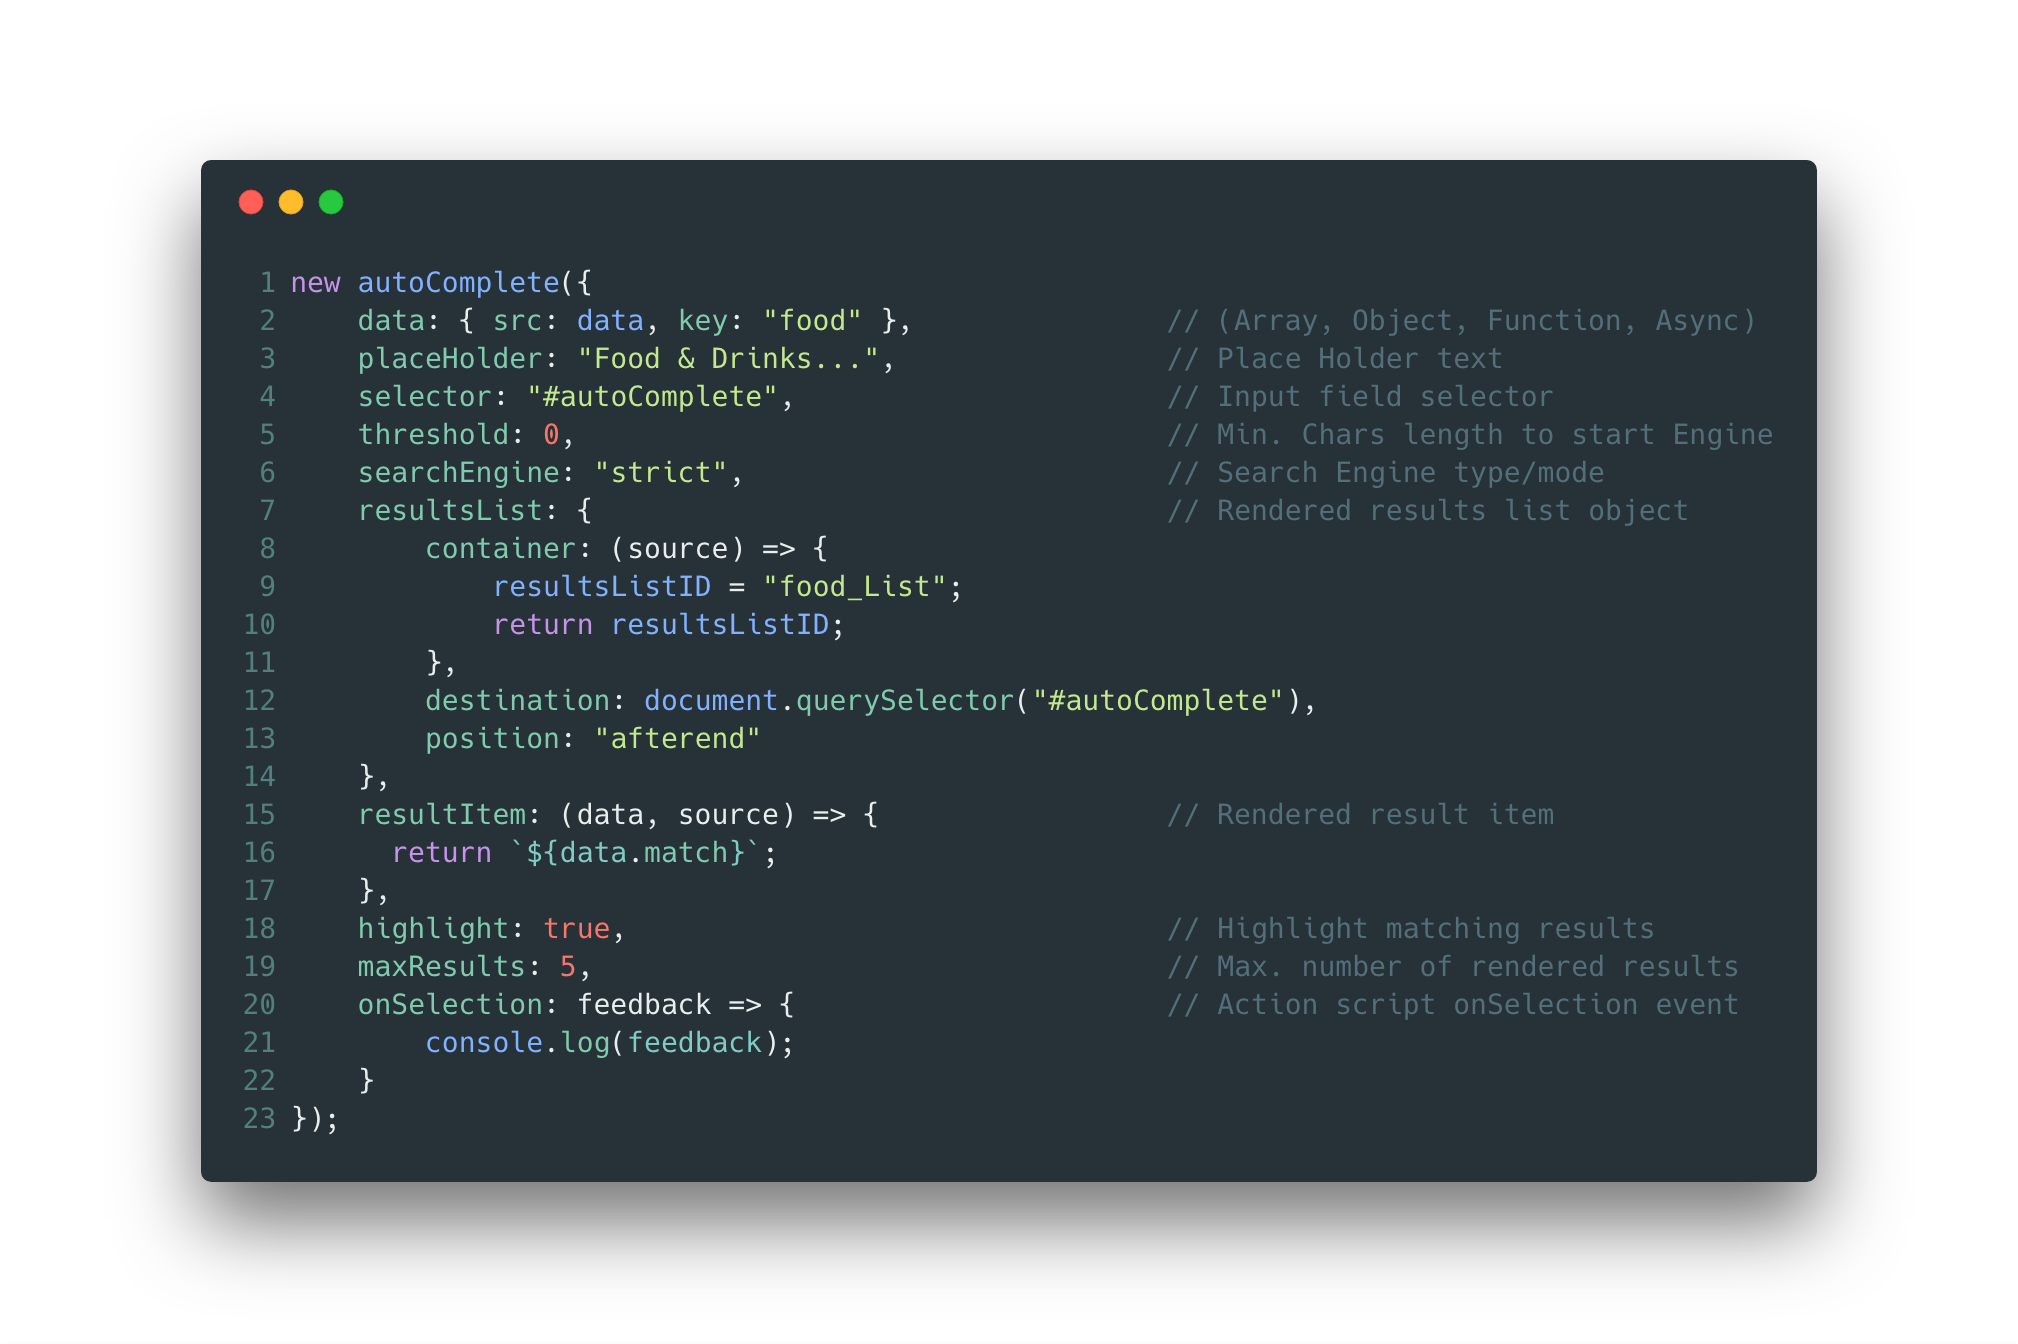 1 new autoComplete({
2     data: { src: data, key: "food" },               // (Array, Object, Function, Async)
3     placeHolder: "Food & Drinks...",                // Place Holder text
4     selector: "#autoComplete",                      // Input field selector
5     threshold: 0,                                   // Min. Chars length to start Engine
6     searchEngine: "strict",                         // Search Engine type/mode
7     resultsList: {                                  // Rendered results list object
8         container: (source) => {
9             resultsListID = "food_List";
10             return resultsListID;
11         },
12         destination: document.querySelector("#autoComplete"),
13         position: "afterend"
14     },
15     resultItem: (data, source) => {                 // Rendered result item
16       return `${data.match}`;
17     },
18     highlight: true,                                // Highlight matching results
19     maxResults: 5,                                  // Max. number of rendered results
20     onSelection: feedback => {                      // Action script onSelection event
21         console.log(feedback);
22     }
23 });